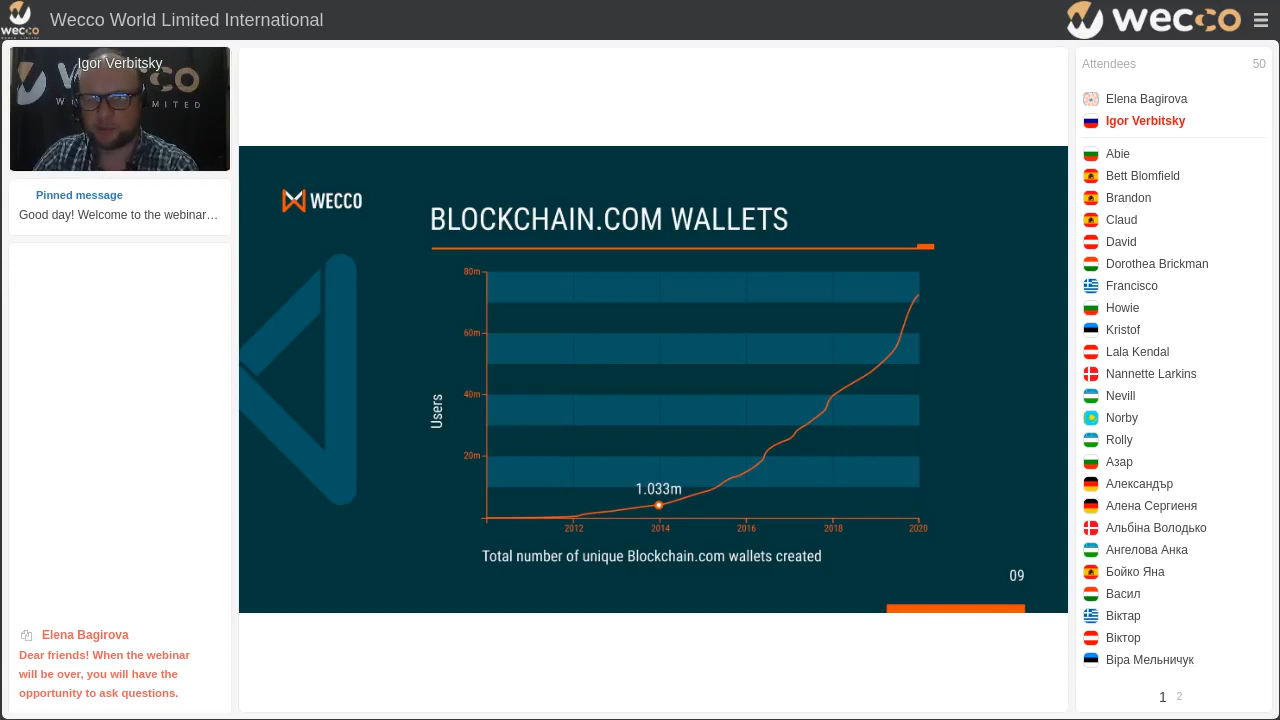 wecco
Wecco World Limited International
wecco
Igor Verbitsky
Pinned message
Good day! Welcome to the webinar…
Elena Bagirova
Dear friends! When the webinar
will be over, you will have the
opportunity to ask questions.
WECCO
BLOCKCHAIN.COM WALLETS
80m
60m
40m
20m
Users
1.033m
2012 2014 2016 2018 2020
Total number of unique Blockchain.com wallets created
09
Attendees 50
Elena Bagirova
Igor Verbitsky
Abie
Bett Blomfield
Brandon
Claud
David
Dorothea Brickman
Francisco
Howie
Kristof
Lala Kendal
Nannette Larkins
Nevill
Norby
Rolly
Азар
Александър
Алена Сергиеня
Альбіна Володько
Ангелова Анка
Бойко Яна
Васил
Віктар
Віктор
Віра Мельничук
1 2